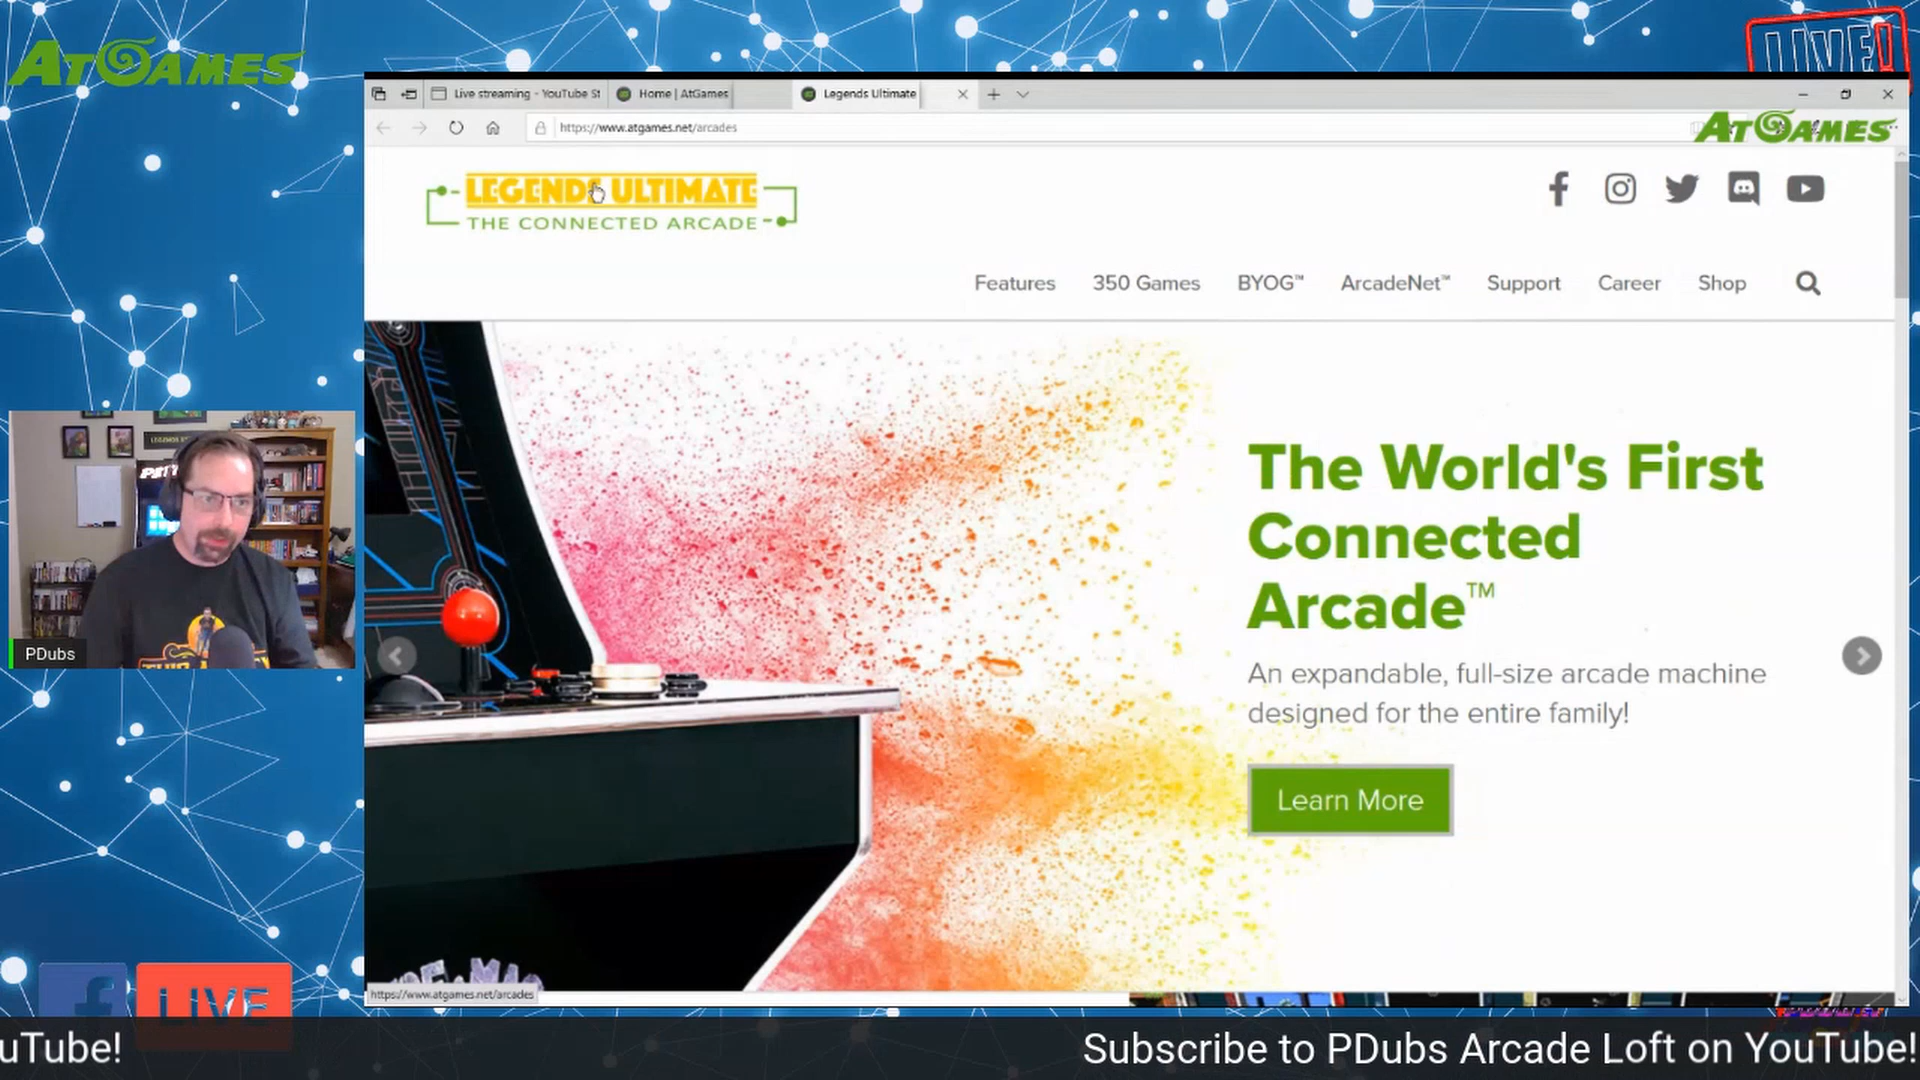 ATGAMES
LIVE!
Live streaming - YouTube St
Home | AtGames
Legends Ultimate
https://www.atgames.net/arcades
ATGAMES
LEGENDS ULTIMATE
THE CONNECTED ARCADE
Features
350 Games
BYOG™
ArcadeNet™
Support
Career
Shop
The World's First
Connected
Arcade™
An expandable, full-size arcade machine
designed for the entire family!
Learn More
PDubs
https://www.atgames.net/arcades
LIVE
uTube!
Subscribe to PDubs Arcade Loft on YouTube!